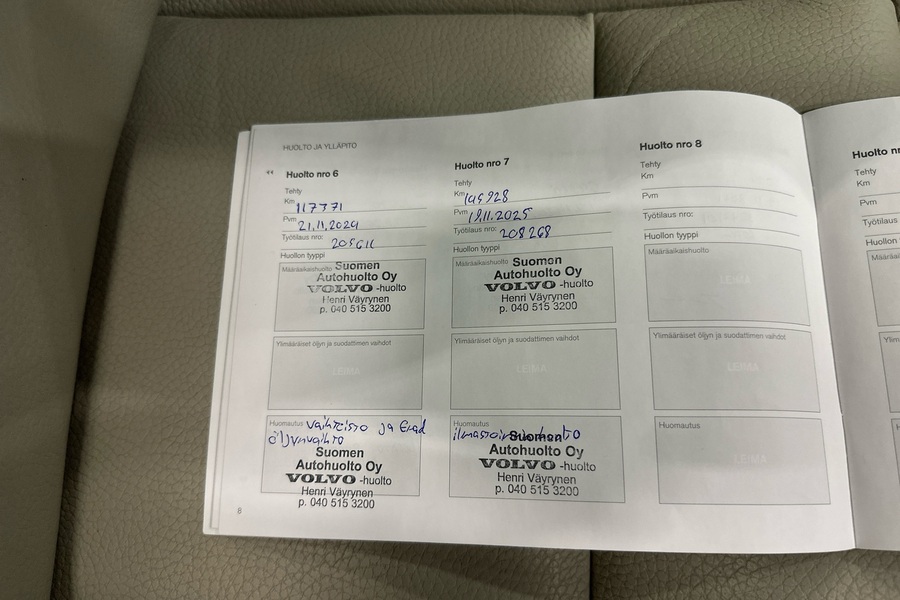 HUOLTO JA YLLÄPITO
Huolto nro 6
Tehty
Km 117771
Pvm 21.11.2024
Työtilaus nro: 205611
Huollon tyyppi
Määräaikaishuolto
Suomen
Autohuolto Oy
VOLVO -huolto
Henri Väyrynen
p. 040 515 3200
Ylimääräiset öljyn ja suodattimen vaihdot
LEIMA
Huomautus Vaihteisto ja Erad
öljynvaihto
Suomen
Autohuolto Oy
VOLVO -huolto
Henri Väyrynen
p. 040 515 3200
8
Huolto nro 7
Tehty
Km
Pvm 19.11.2025
Työtilaus nro: 208268
Huollon tyyppi
Määräaikaishuolto
Suomen
Autohuolto Oy
VOLVO -huolto
Henri Väyrynen
p. 040 515 3200
Ylimääräiset öljyn ja suodattimen vaihdot
LEIMA
Huomautus
Suomen
Autohuolto Oy
VOLVO -huolto
Henri Väyrynen
p. 040 515 3200
Huolto nro 8
Tehty
Km
Pvm
Työtilaus nro:
Huollon tyyppi
Määräaikaishuolto
LEIMA
Ylimääräiset öljyn ja suodattimen vaihdot
LEIMA
Huomautus
LEIMA
Huolto nr
Tehty
Km
Pvm
Työtilaus
Huollon